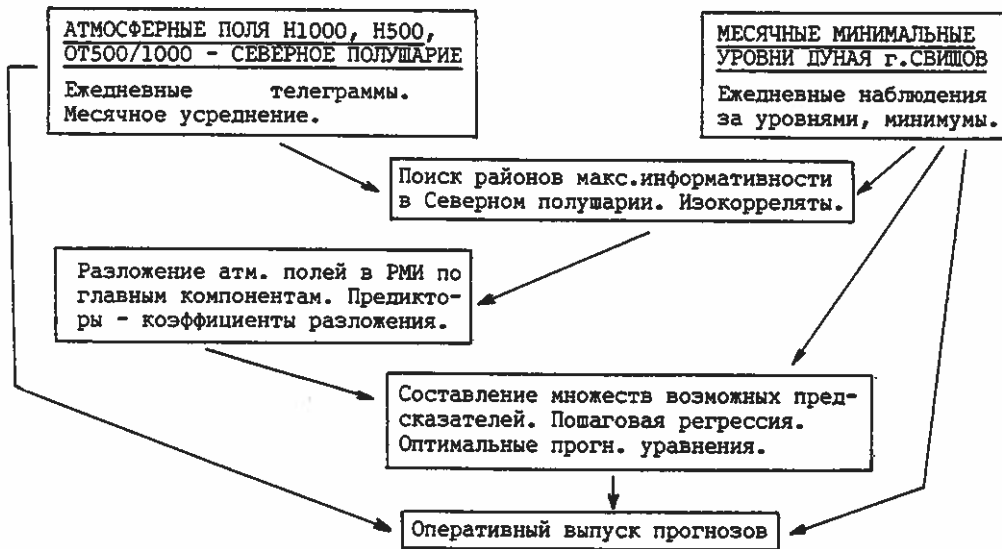 АТМОСФЕРНЫЕ ПОЛЯ Н1000, Н500,
ОТ500/1000 - СЕВЕРНОЕ ПОЛУШАРИЕ
Ежедневные телеграммы.
Месячное усреднение.
МЕСЯЧНЫЕ МИНИМАЛЬНЫЕ
УРОВНИ ДУНАЯ г.СВИШОВ
Ежедневные наблюдения
за уровнями, минимумы.
Поиск районов макс.информативности
в Северном полушарии. Изокорреляты.
Разложение атм. полей в РМИ по
главным компонентам. Предикто-
ры - коэффициенты разложения.
Составление множеств возможных пред-
сказателей. Пошаговая регрессия.
Оптимальные прогн. уравнения.
Оперативный выпуск прогнозов